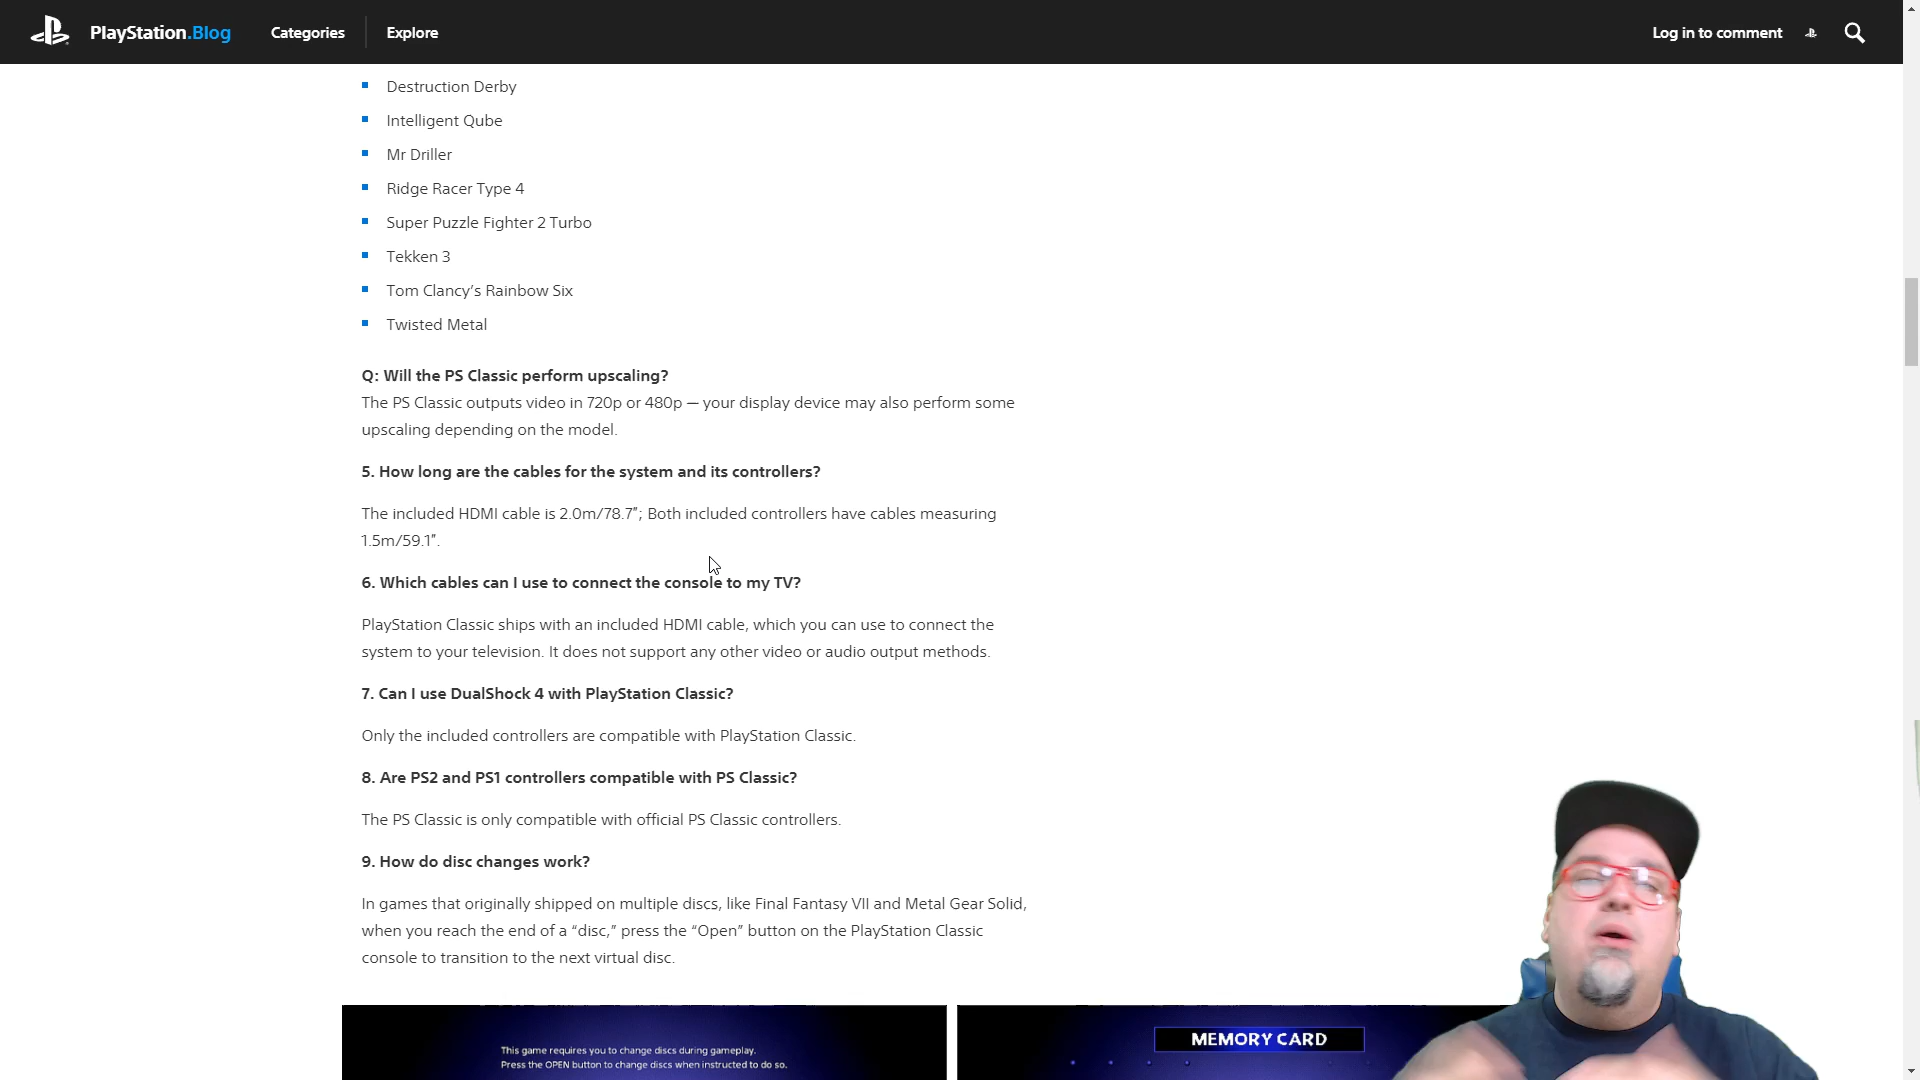 PlayStation.Blog
Categories
Explore
Log in to comment
Destruction Derby
Intelligent Qube
Mr Driller
Ridge Racer Type 4
Super Puzzle Fighter 2 Turbo
Tekken 3
Tom Clancy’s Rainbow Six
Twisted Metal
Q: Will the PS Classic perform upscaling?
The PS Classic outputs video in 720p or 480p — your display device may also perform some
upscaling depending on the model.
5. How long are the cables for the system and its controllers?
The included HDMI cable is 2.0m/78.7″; Both included controllers have cables measuring
1.5m/59.1″.
6. Which cables can I use to connect the console to my TV?
PlayStation Classic ships with an included HDMI cable, which you can use to connect the
system to your television. It does not support any other video or audio output methods.
7. Can I use DualShock 4 with PlayStation Classic?
Only the included controllers are compatible with PlayStation Classic.
8. Are PS2 and PS1 controllers compatible with PS Classic?
The PS Classic is only compatible with official PS Classic controllers.
9. How do disc changes work?
In games that originally shipped on multiple discs, like Final Fantasy VII and Metal Gear Solid,
when you reach the end of a “disc,” press the “Open” button on the PlayStation Classic
console to transition to the next virtual disc.
This game requires you to change discs during gameplay.
Press the OPEN button to change discs when instructed to do so.
MEMORY CARD